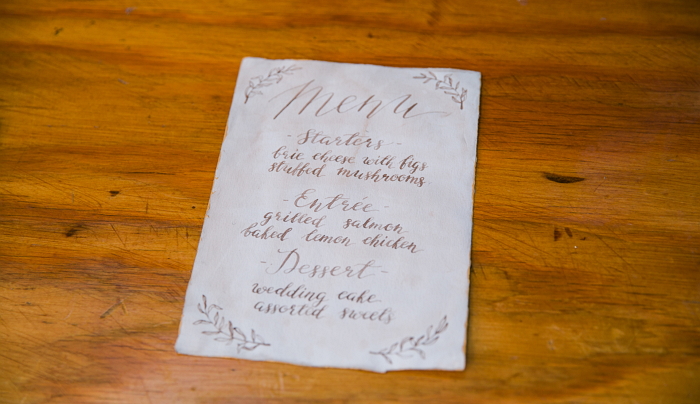 Menu
- Starters -
brie cheese with figs
stuffed mushrooms
- Entrée -
grilled salmon
baked lemon chicken
- Dessert -
wedding cake
assorted sweets